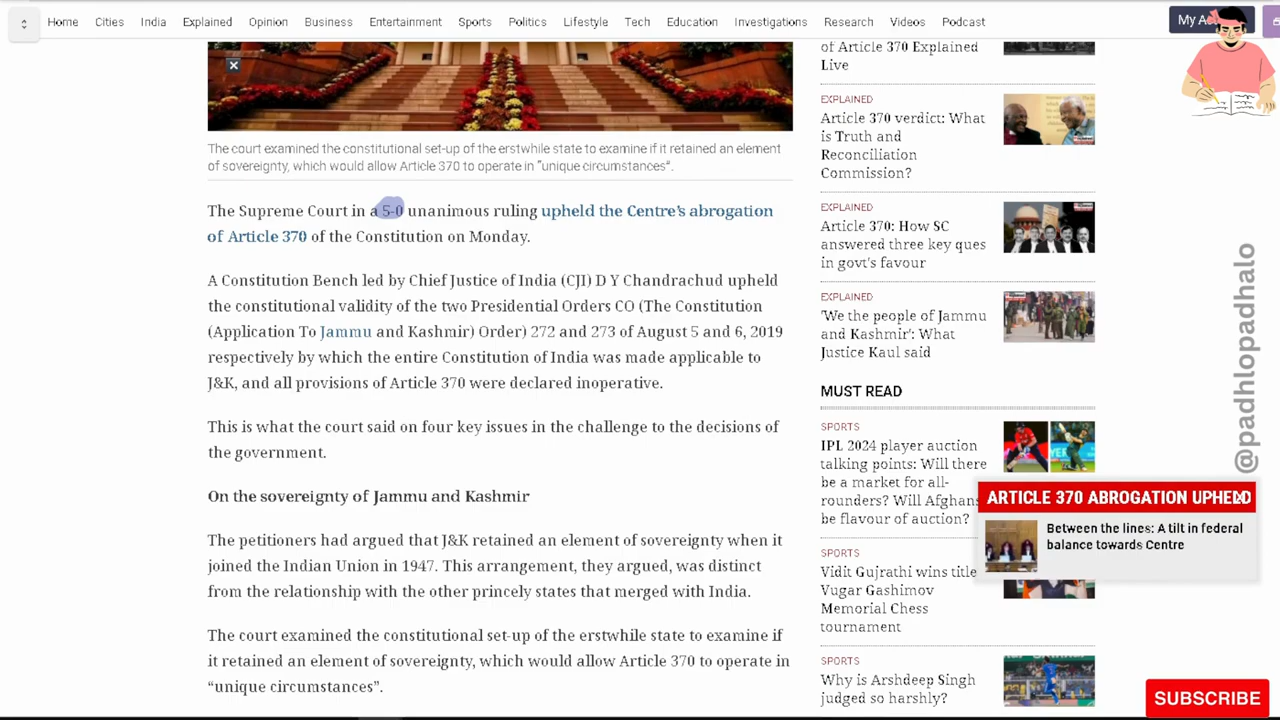 Home Cities India Explained Opinion Business Entertainment Sports Politics Lifestyle Tech Education Investigations Research Videos Podcast
My
The court examined the constitutional set-up of the erstwhile state to examine if it retained an element
of sovereignty, which would allow Article 370 to operate in "unique circumstances".
The Supreme Court in a 5-0 unanimous ruling upheld the Centre's abrogation
of Article 370 of the Constitution on Monday.
A Constitution Bench led by Chief Justice of India (CJI) D Y Chandrachud upheld
the constitutional validity of the two Presidential Orders CO (The Constitution
(Application To Jammu and Kashmir) Order) 272 and 273 of August 5 and 6, 2019
respectively by which the entire Constitution of India was made applicable to
J&K, and all provisions of Article 370 were declared inoperative.
This is what the court said on four key issues in the challenge to the decisions of
the government.
On the sovereignty of Jammu and Kashmir
The petitioners had argued that J&K retained an element of sovereignty when it
joined the Indian Union in 1947. This arrangement, they argued, was distinct
from the relationship with the other princely states that merged with India.
The court examined the constitutional set-up of the erstwhile state to examine if
it retained an element of sovereignty, which would allow Article 370 to operate in
"unique circumstances".
of Article 370 Explained
Live
EXPLAINED
Article 370 verdict: What
is Truth and
Reconciliation
Commission?
EXPLAINED
Article 370: How SC
answered three key ques
in govt's favour
EXPLAINED
'We the people of Jammu
and Kashmir': What
Justice Kaul said
MUST READ
SPORTS
IPL 2024 player auction
talking points: Will there
be a market for all-
rounders? Will Afghans
be flavour of auction?
SPORTS
Vidit Gujrathi wins title
Vugar Gashimov
Memorial Chess
tournament
SPORTS
Why is Arshdeep Singh
judged so harshly?
ARTICLE 370 ABROGATION UPHELD
Between the lines: A tilt in federal
balance towards Centre
@padhlopadhalo
SUBSCRIBE